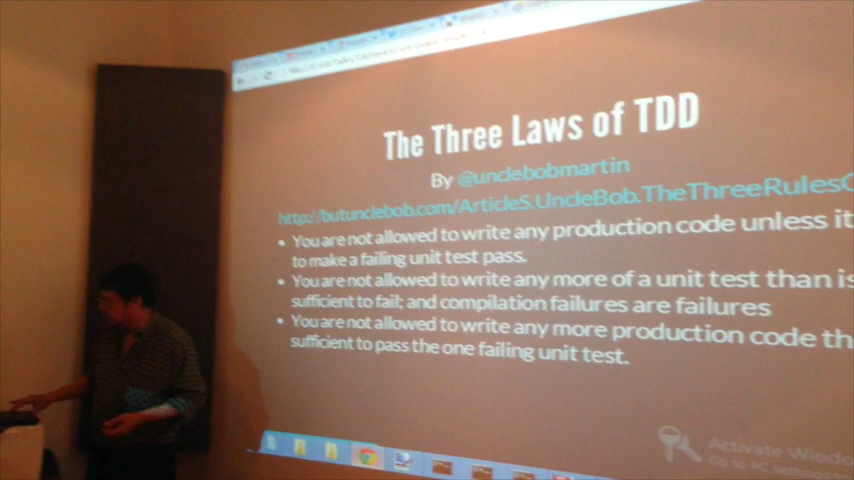 The Three Laws of TDD
By @unclebobmartin
http://butunclebob.com/ArticleS.UncleBob.TheThreeRulesO
• You are not allowed to write any production code unless it
to make a failing unit test pass.
• You are not allowed to write any more of a unit test than is
sufficient to fail; and compilation failures are failures
• You are not allowed to write any more production code th
sufficient to pass the one failing unit test.
Activate Windo
Go to PC settings